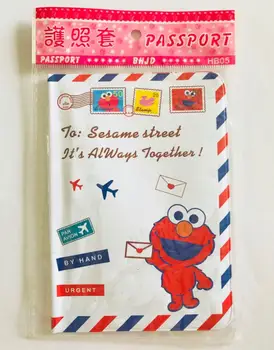 護照套 PASSPORT
PASSPORT BHJD HB05
To: Sesame street
It's AlWays Together!
PAR AVION
BY HAND
URGENT